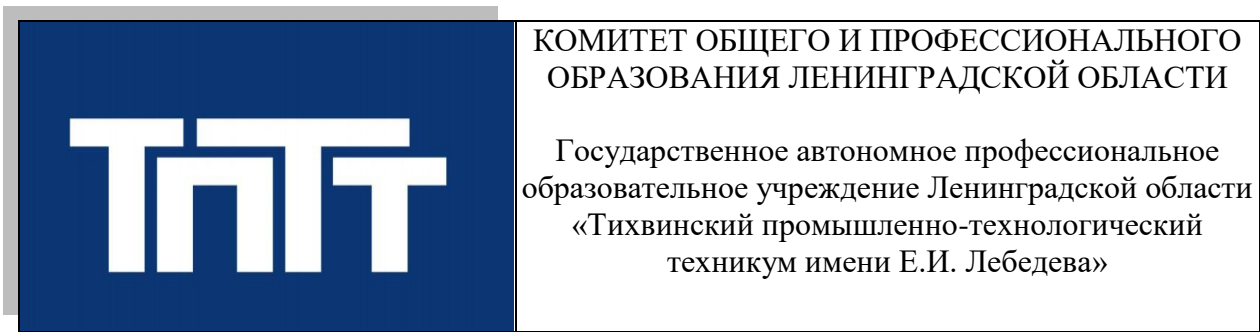 ТПТТ
КОМИТЕТ ОБЩЕГО И ПРОФЕССИОНАЛЬНОГО
ОБРАЗОВАНИЯ ЛЕНИНГРАДСКОЙ ОБЛАСТИ
Государственное автономное профессиональное
образовательное учреждение Ленинградской области
«Тихвинский промышленно-технологический
техникум имени Е.И. Лебедева»